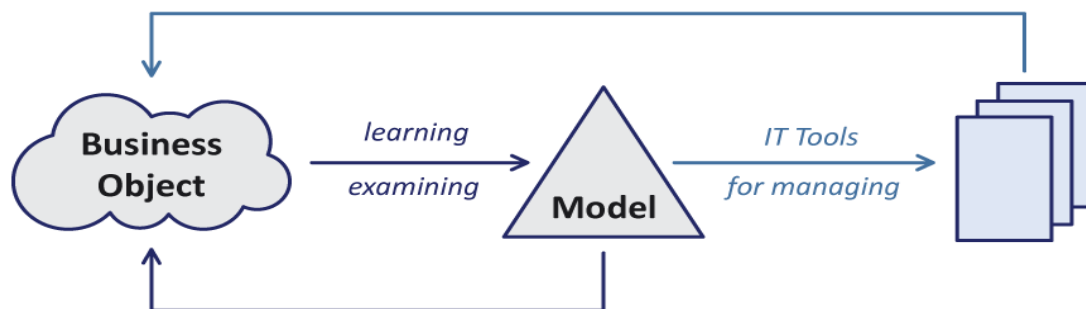 Business
Object
learning
examining
Model
IT Tools
for managing